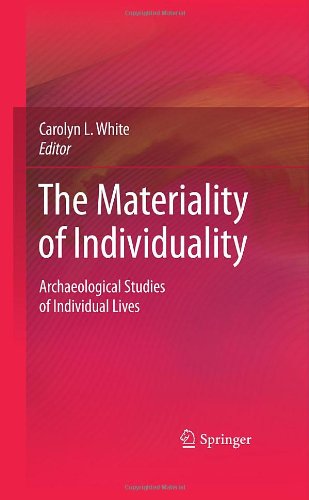 Carolyn L. White
Editor
The Materiality
of Individuality
Archaeological Studies
of Individual Lives
Springer